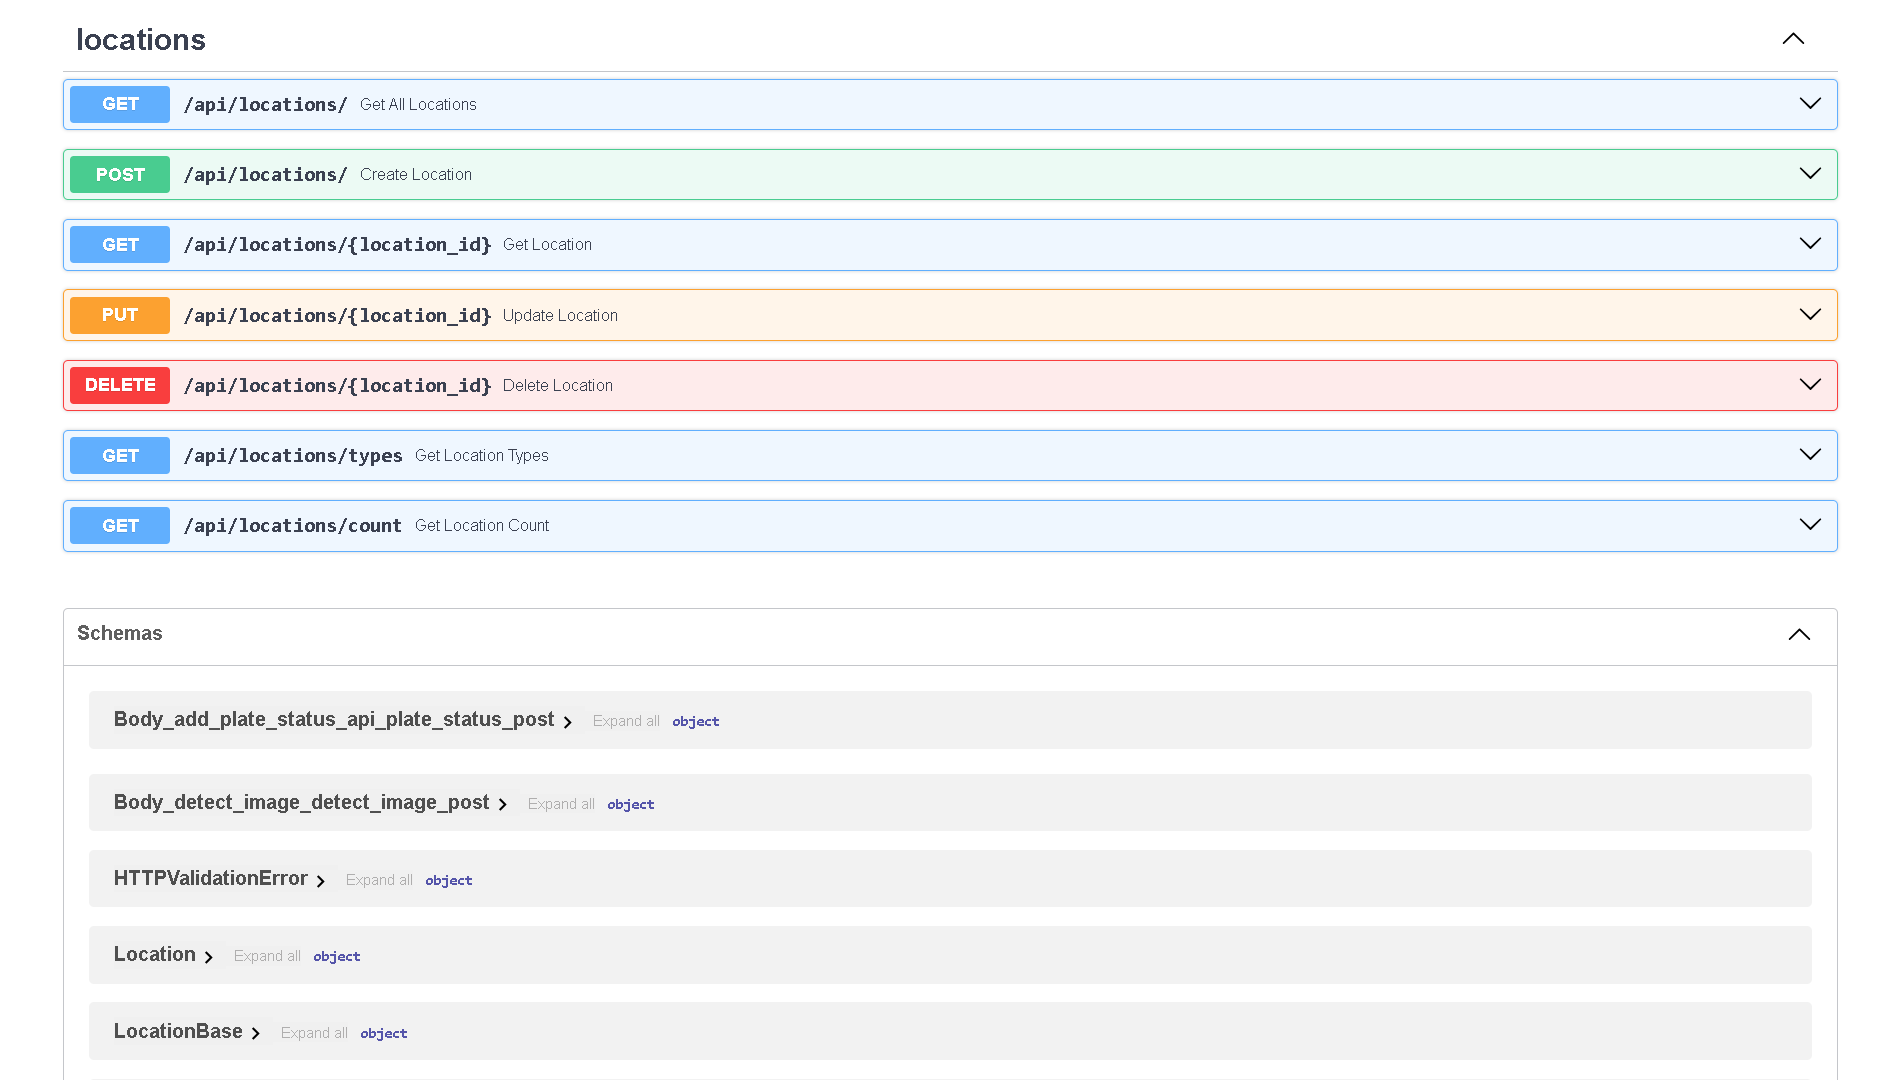 locations
GET /api/locations/ Get All Locations
POST /api/locations/ Create Location
GET /api/locations/{location_id} Get Location
PUT /api/locations/{location_id} Update Location
DELETE /api/locations/{location_id} Delete Location
GET /api/locations/types Get Location Types
GET /api/locations/count Get Location Count
Schemas
Body_add_plate_status_api_plate_status_post Expand all object
Body_detect_image_detect_image_post Expand all object
HTTPValidationError Expand all object
Location Expand all object
LocationBase Expand all object